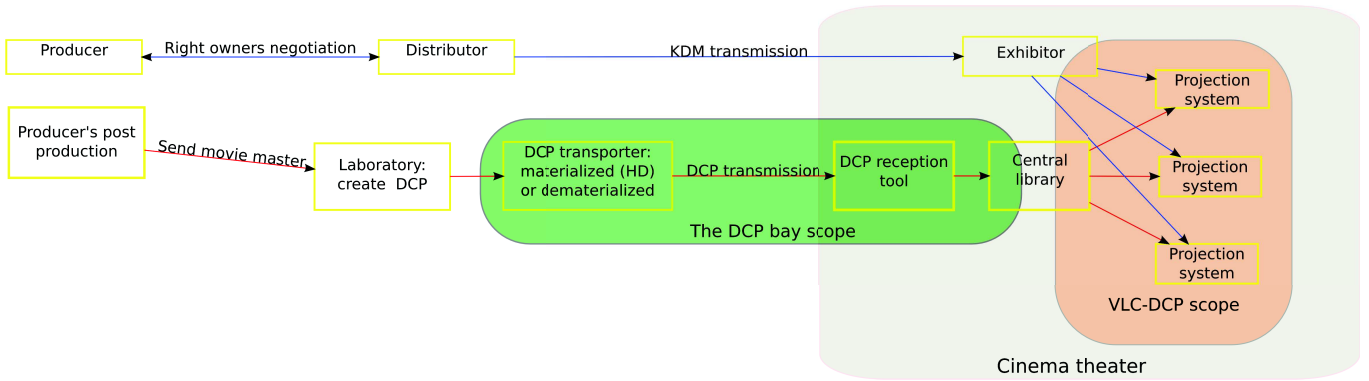 Producer
Right owners negotiation
Distributor
KDM transmission
Exhibitor
Projection
system
Producer's post
production
Send movie master
Laboratory:
create DCP
DCP transporter:
materialized (HD)
or dematerialized
DCP transmission
DCP reception
tool
Central
library
Projection
system
The DCP bay scope
Projection
system
VLC-DCP scope
Cinema theater